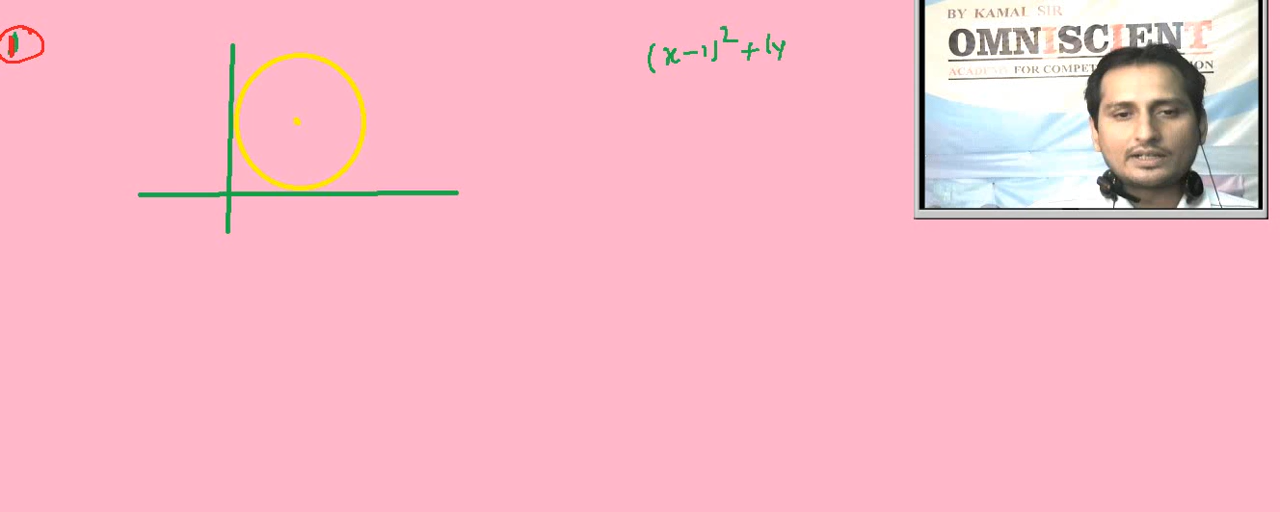 1
(x-1)² + (y
BY KAMAL SIR
OMNISCIENT
FOR COMPET